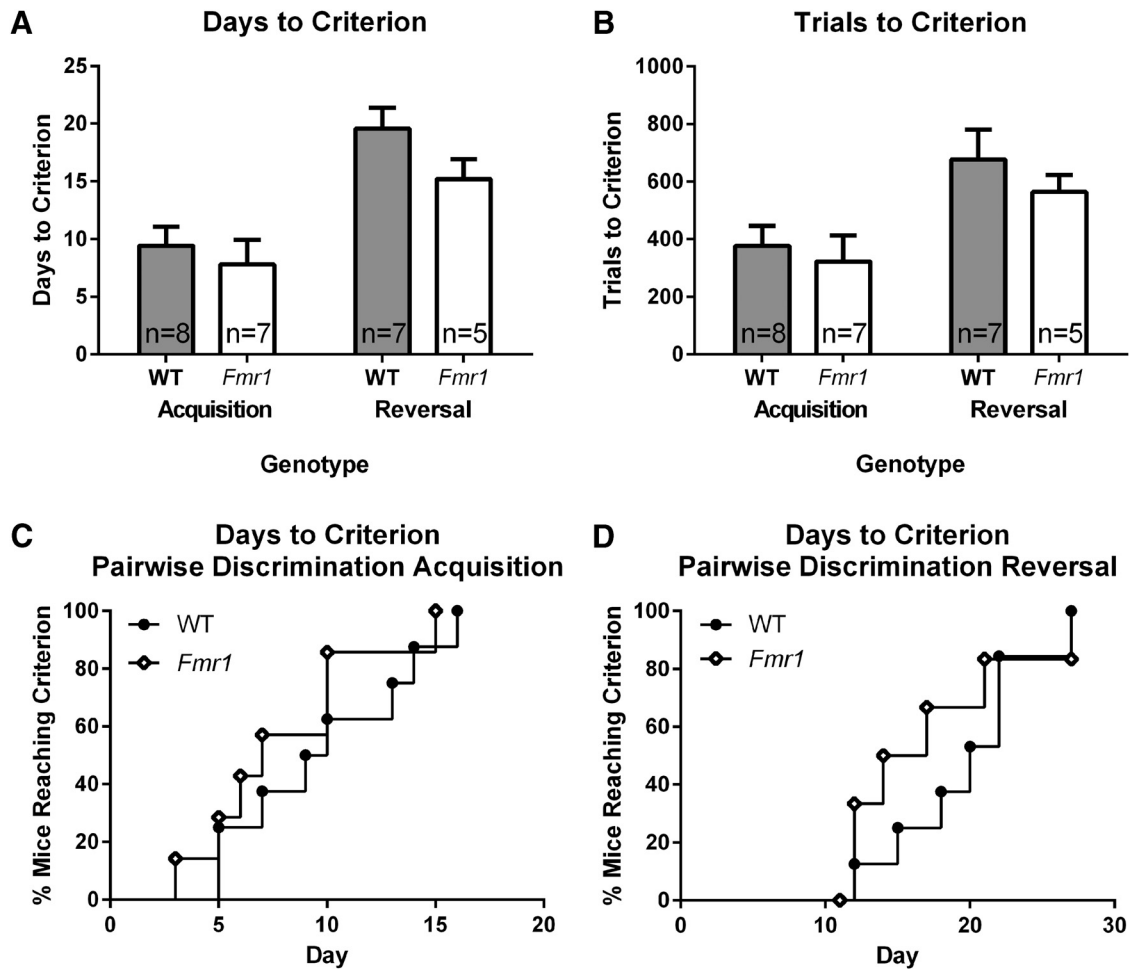 A
Days to Criterion
Days to Criterion
25
20
15
10
5
0
n=8
n=7
n=7
n=5
WT
Fmr1
WT
Fmr1
Acquisition
Reversal
Genotype
B
Trials to Criterion
Trials to Criterion
1000
800
600
400
200
0
n=8
n=7
n=7
n=5
WT
Fmr1
WT
Fmr1
Acquisition
Reversal
Genotype
C
Days to Criterion
Pairwise Discrimination Acquisition
% Mice Reaching Criterion
100
80
60
40
20
0
WT
Fmr1
0
5
10
15
20
Day
D
Days to Criterion
Pairwise Discrimination Reversal
% Mice Reaching Criterion
100
80
60
40
20
0
WT
Fmr1
0
10
20
30
Day